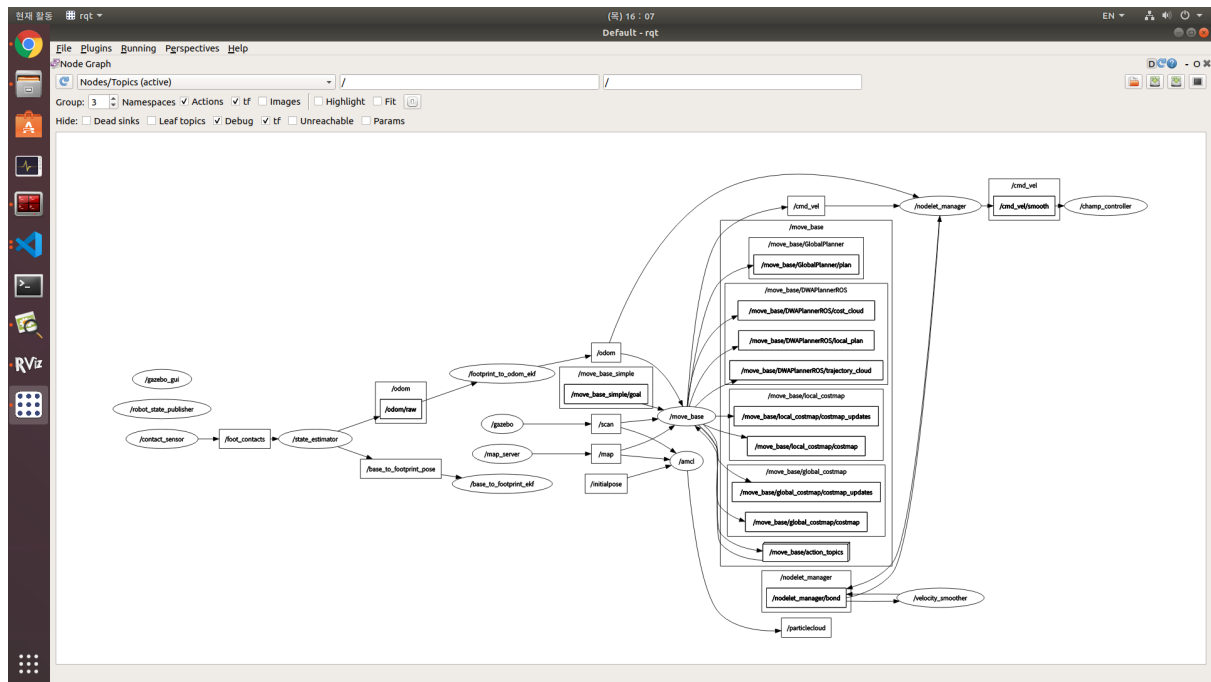 현재 활동 rqt (목) 16 : 07 EN
Default - rqt
File Plugins Running Perspectives Help
Node Graph D C
- O
Nodes/Topics (active) / /
Group: 3 Namespaces Actions tf Images Highlight Fit
Hide: Dead sinks Leaf topics Debug tf Unreachable Params
RViz
/gazebo_gui
/robot_state_publisher
/contact_sensor
/foot_contacts
/state_estimator
/odom
/odom/raw
/base_to_footprint_pose
/footprint_to_odom_ekf
/base_to_footprint_ekf
/gazebo
/map_server
/odom
/move_base_simple
/move_base_simple/goal
/scan
/map
/initialpose
/move_base
/amcl
/cmd_vel
/move_base
/move_base/GlobalPlanner
/move_base/GlobalPlanner/plan
/move_base/DWAPlannerROS
/move_base/DWAPlannerROS/cost_cloud
/move_base/DWAPlannerROS/local_plan
/move_base/DWAPlannerROS/trajectory_cloud
/move_base/local_costmap
/move_base/local_costmap/costmap_updates
/move_base/local_costmap/costmap
/move_base/global_costmap
/move_base/global_costmap/costmap_updates
/move_base/global_costmap/costmap
/move_base/action_topics
/nodelet_manager
/nodelet_manager/bond
/particlecloud
/nodelet_manager
/velocity_smoother
/cmd_vel
/cmd_vel/smooth
/champ_controller